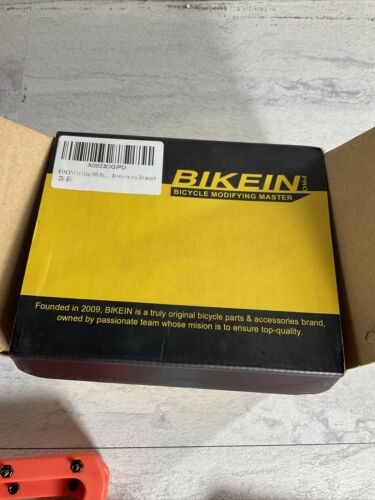 X0023OGIPD
BIKEIN PRO
BICYCLE MODIFYING MASTER
Founded in 2009, BIKEIN is a truly original bicycle parts & accessories brand,
owned by passionate team whose mision is to ensure top-quality.